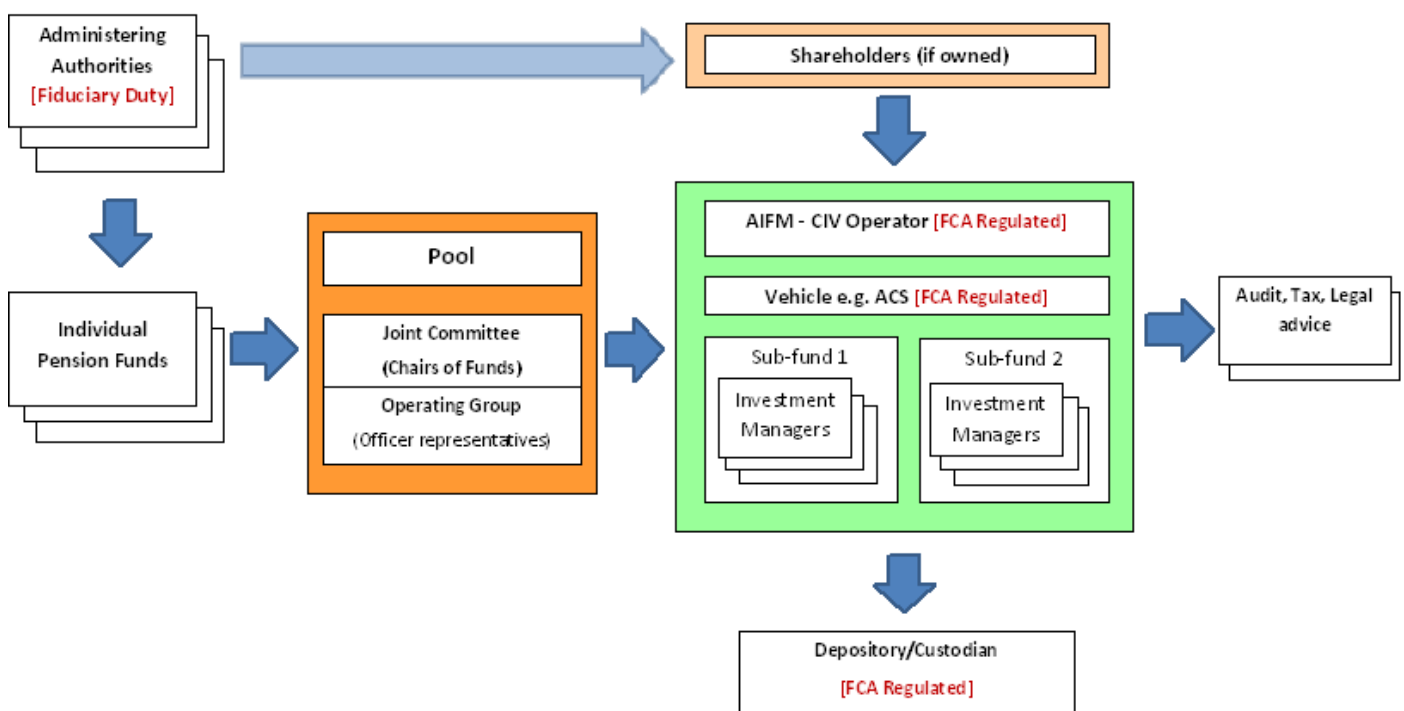 Administering
Authorities
[Fiduciary Duty]
Shareholders (if owned)
AIFM - CIV Operator [FCA Regulated]
Pool
Vehicle e.g. ACS [FCA Regulated]
Individual
Pension Funds
Joint Committee
(Chairs of Funds)
Operating Group
(Officer representatives)
Sub-fund 1
Investment
Managers
Sub-fund 2
Investment
Managers
Audit, Tax, Legal
advice
Depository/Custodian
[FCA Regulated]